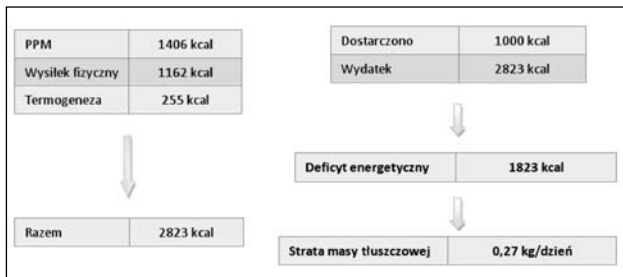 PPM 1406 kcal
Wysiłek fizyczny 1162 kcal
Termogeneza 255 kcal
Razem 2823 kcal
Dostarczono 1000 kcal
Wydatek 2823 kcal
Deficyt energetyczny 1823 kcal
Strata masy tłuszczowej 0,27 kg/dzień